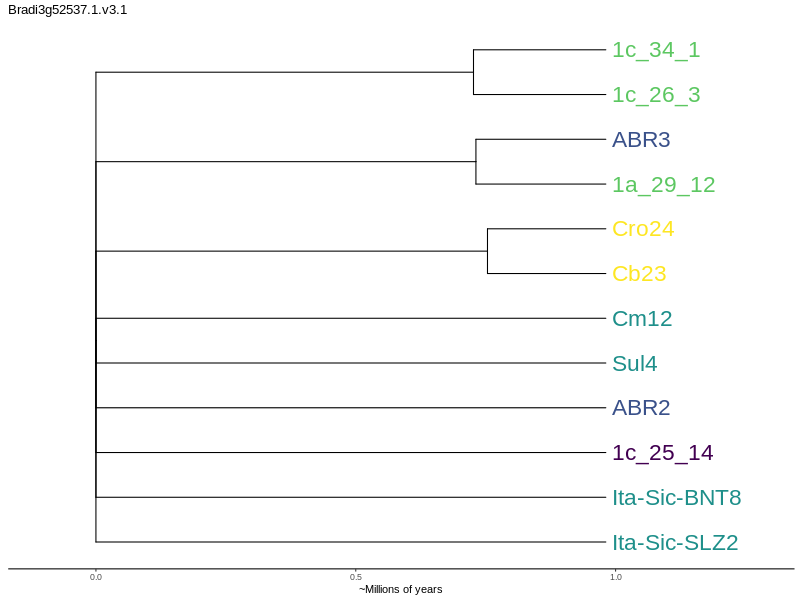 Bradi3g52537.1.v3.1
1c_34_1
1c_26_3
ABR3
1a_29_12
Cro24
Cb23
Cm12
Sul4
ABR2
1c_25_14
Ita-Sic-BNT8
Ita-Sic-SLZ2
0.0 0.5 1.0
~Millions of years